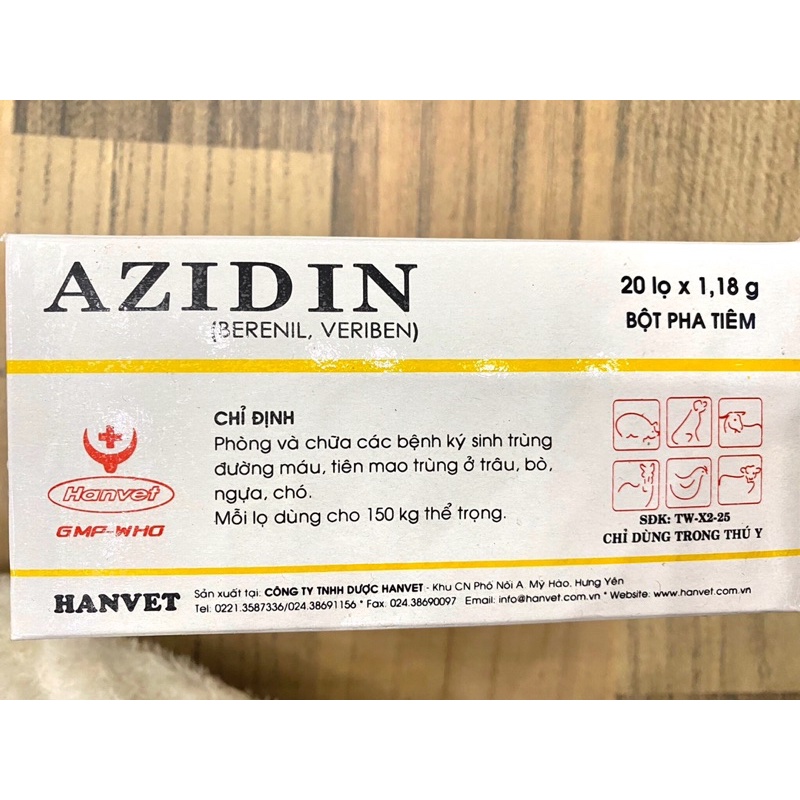 AZIDIN
(BERENIL, VERIBEN)
20 lọ x 1,18 g
BỘT PHA TIÊM
CHỈ ĐỊNH
Phòng và chữa các bệnh ký sinh trùng
đường máu, tiên mao trùng ở trâu, bò,
ngựa, chó.
Mỗi lọ dùng cho 150 kg thể trọng.
Hanvet
GMP-WHO
SĐK: TW-X2-25
CHỈ DÙNG TRONG THÚ Y
HANVET
Sản xuất tại: CÔNG TY TNHH DƯỢC HANVET - Khu CN Phố Nối A. Mỹ Hào. Hưng Yên
Tel: 0221.3587336/024.38691156 * Fax: 024.38690097 Email: info@hanvet.com.vn * Website: www.hanvet.com.vn